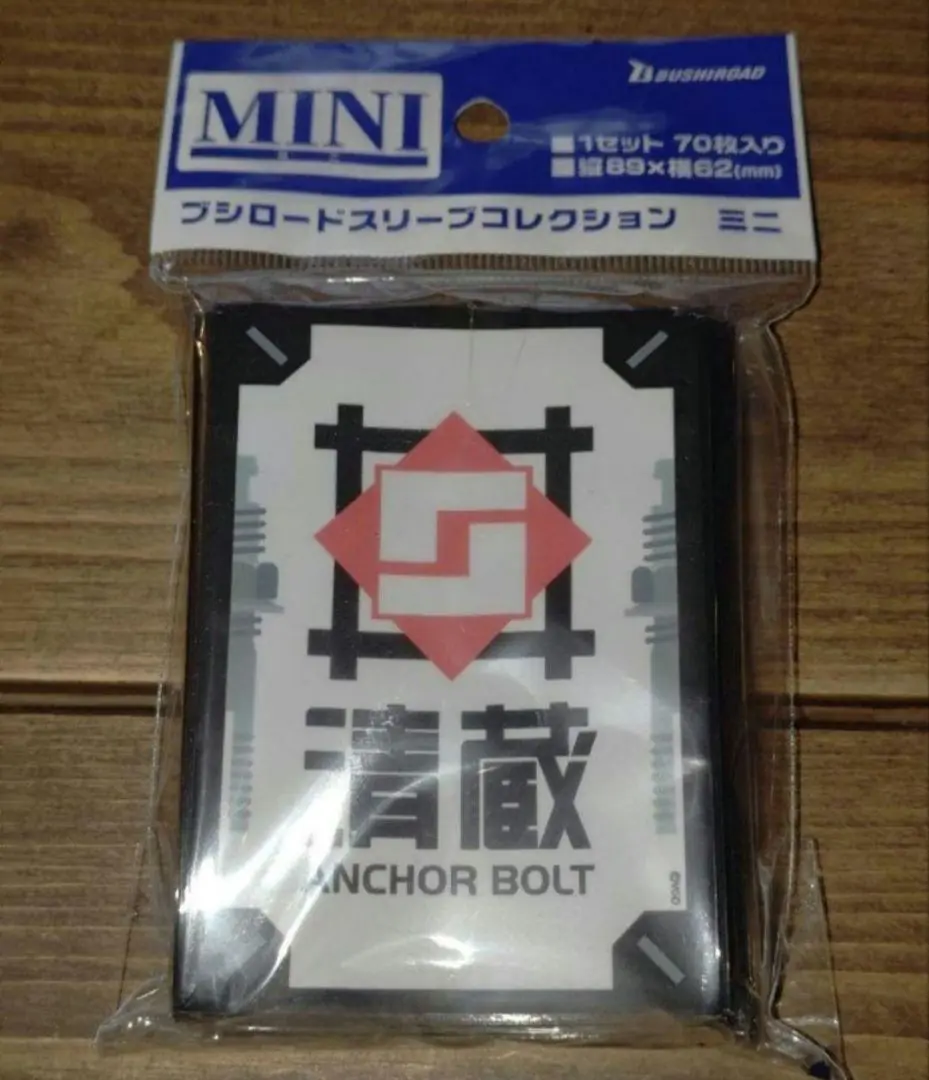 BUSHIROAD
MINI
ミニ
■1セット 70枚入り
■縦89×横62(mm)
ブシロードスリーブコレクション ミニ
清蔵
ANCHOR BOLT